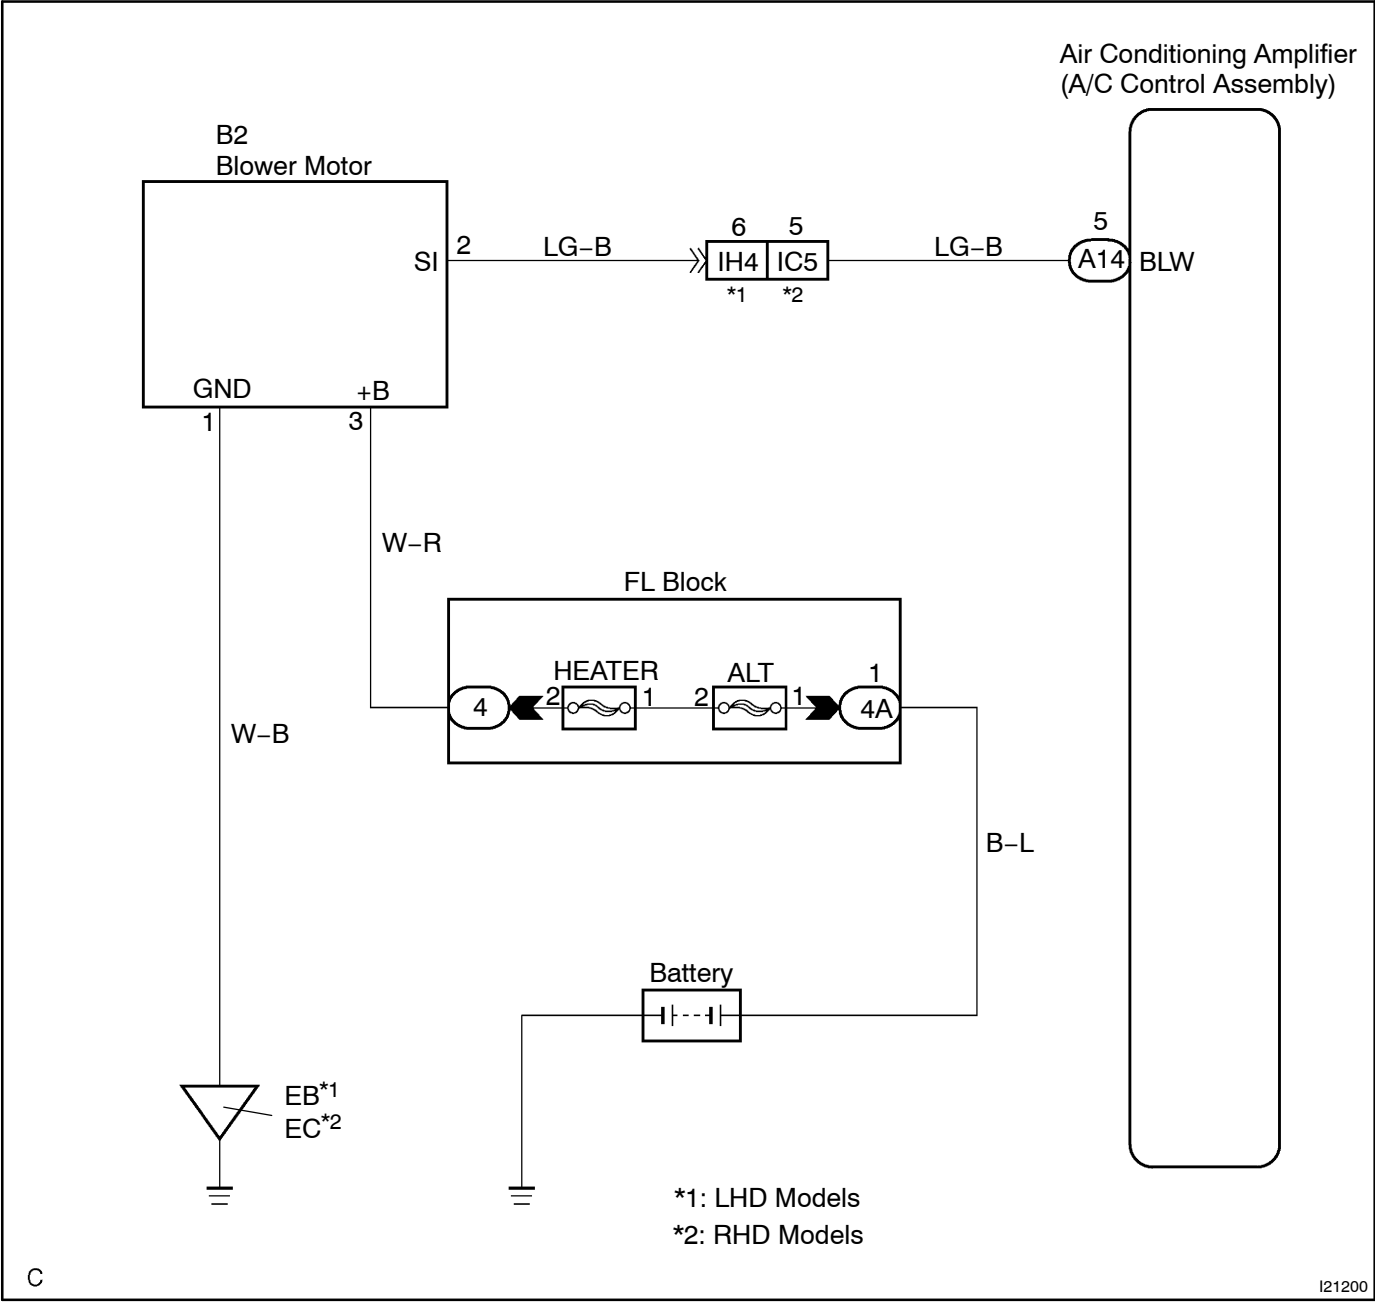 Air Conditioning Amplifier
(A/C Control Assembly)
B2
Blower Motor
SI
2
LG–B
6
5
IH4
IC5
*1
*2
LG–B
5
A14
BLW
GND
+B
1
3
W–R
FL Block
HEATER
ALT
1
4
2
1
2
1
4A
W–B
B–L
Battery
EB*1
EC*2
*1: LHD Models
*2: RHD Models
C
I21200